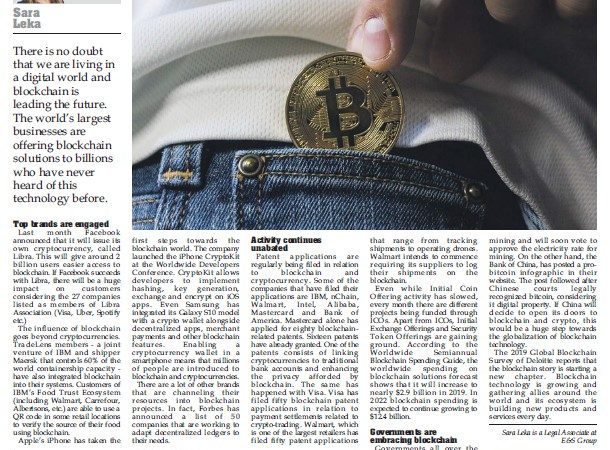 Sara
Leka
There is no doubt
that we are living in
a digital world and
blockchain is
leading the future.
The world's largest
businesses are
offering blockchain
solutions to billions
who have never
heard of this
technology before.
Top brands are engaged
Last month Facebook
announced that it will issue its
own cryptocurrency, called
Libra. This will give around 2
billion users easier access to
blockchain. If Facebook succeeds
with Libra, there will be a huge
impact on customers
considering the 27 companies
listed as members of Libra
Association (Visa, Uber, Spotify
etc.)
The influence of blockchain
goes beyond cryptocurrencies.
TradeLens members - a joint
venture of IBM and shipper
Maersk that control 60% of the
world containership capacity -
have also integrated blockchain
into their systems. Customers of
IBM's Food Trust Ecosystem
(including Walmart, Carrefour,
Albertsons, etc.) are able to use a
QR code in some retail locations
to verify the source of their food
using blockchain.
Apple's iPhone has taken the
first steps towards the
blockchain world. The company
launched the iPhone CryptoKit
at the Worldwide Developers
Conference. CryptoKit allows
developers to implement
hashing, key generation,
exchange and encrypt on iOS
apps. Even Samsung has
integrated its Galaxy S10 model
with a crypto wallet alongside
decentralized apps, merchant
payments and other blockchain
features. Enabling a
cryptocurrency wallet in a
smartphone means that millions
of people are introduced to
blockchain and cryptocurrencies.
There are a lot of other brands
that are channeling their
resources into blockchain
projects. In fact, Forbes has
announced a list of 50
companies that are working to
adapt decentralized ledgers to
their needs.
Activity continues
unabated
Patent applications are
regularly being filed in relation
to blockchain and
cryptocurrency. Some of the
companies that have filed their
applications are IBM, nChain,
Walmart, Intel, Alibaba,
Mastercard and Bank of
America. Mastercard alone has
applied for eighty blockchain-
related patents. Sixteen patents
have already granted. One of the
patents consists of linking
cryptocurrencies to traditional
bank accounts and enhancing
the privacy afforded by
blockchain. The same has
happened with Visa. Visa has
filed fifty blockchain patent
applications in relation to
payment settlements related to
crypto-trading. Walmart, which
is one of the largest retailers has
filed fifty patent applications
that range from tracking
shipments to operating drones.
Walmart intends to commence
requiring its suppliers to log
their shipments on the
blockchain.
Even while Initial Coin
Offering activity has slowed,
every month there are different
projects being funded through
ICOs. Apart from ICOs, Initial
Exchange Offerings and Security
Token Offerings are gaining
ground. According to the
Worldwide Semiannual
Blockchain Spending Guide, the
worldwide spending on
blockchain solutions forecast
shows that it will increase to
nearly $2.9 billion in 2019. In
2022 blockchain spending is
expected to continue growing to
$12.4 billion.
Governments are
embracing blockchain
Governments all over the
mining and will soon vote to
approve the electricity rate for
mining. On the other hand, the
Bank of China, has posted a pro-
bitcoin infographic in their
website. The post followed after
Chinese courts legally
recognized bitcoin, considering
it digital property. If China will
decide to open its doors to
blockchain and crypto, this
would be a huge step towards
the globalization of blockchain
technology.
The 2019 Global Blockchain
Survey of Deloitte reports that
the blockchain story is starting a
new chapter. Blockchain
technology is growing and
gathering allies around the
world and its ecosystem is
building new products and
services every day.
Sara Leka is a Legal Associate at
E&S Group